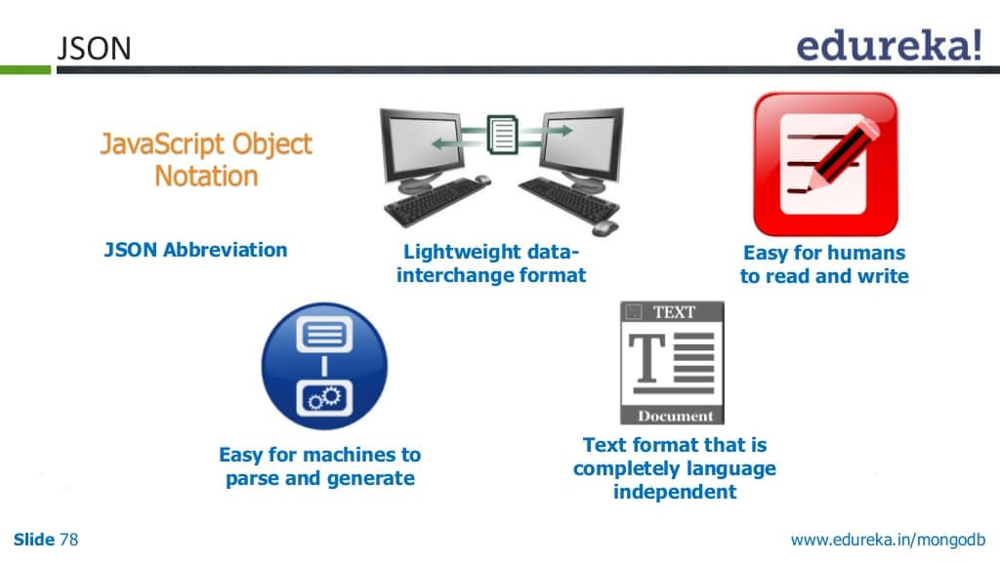 JSON
edureka!
JavaScript Object
Notation
JSON Abbreviation
Lightweight data-
interchange format
Easy for humans
to read and write
Easy for machines to
parse and generate
TEXT
T
Document
Text format that is
completely language
independent
Slide 78
www.edureka.in/mongodb